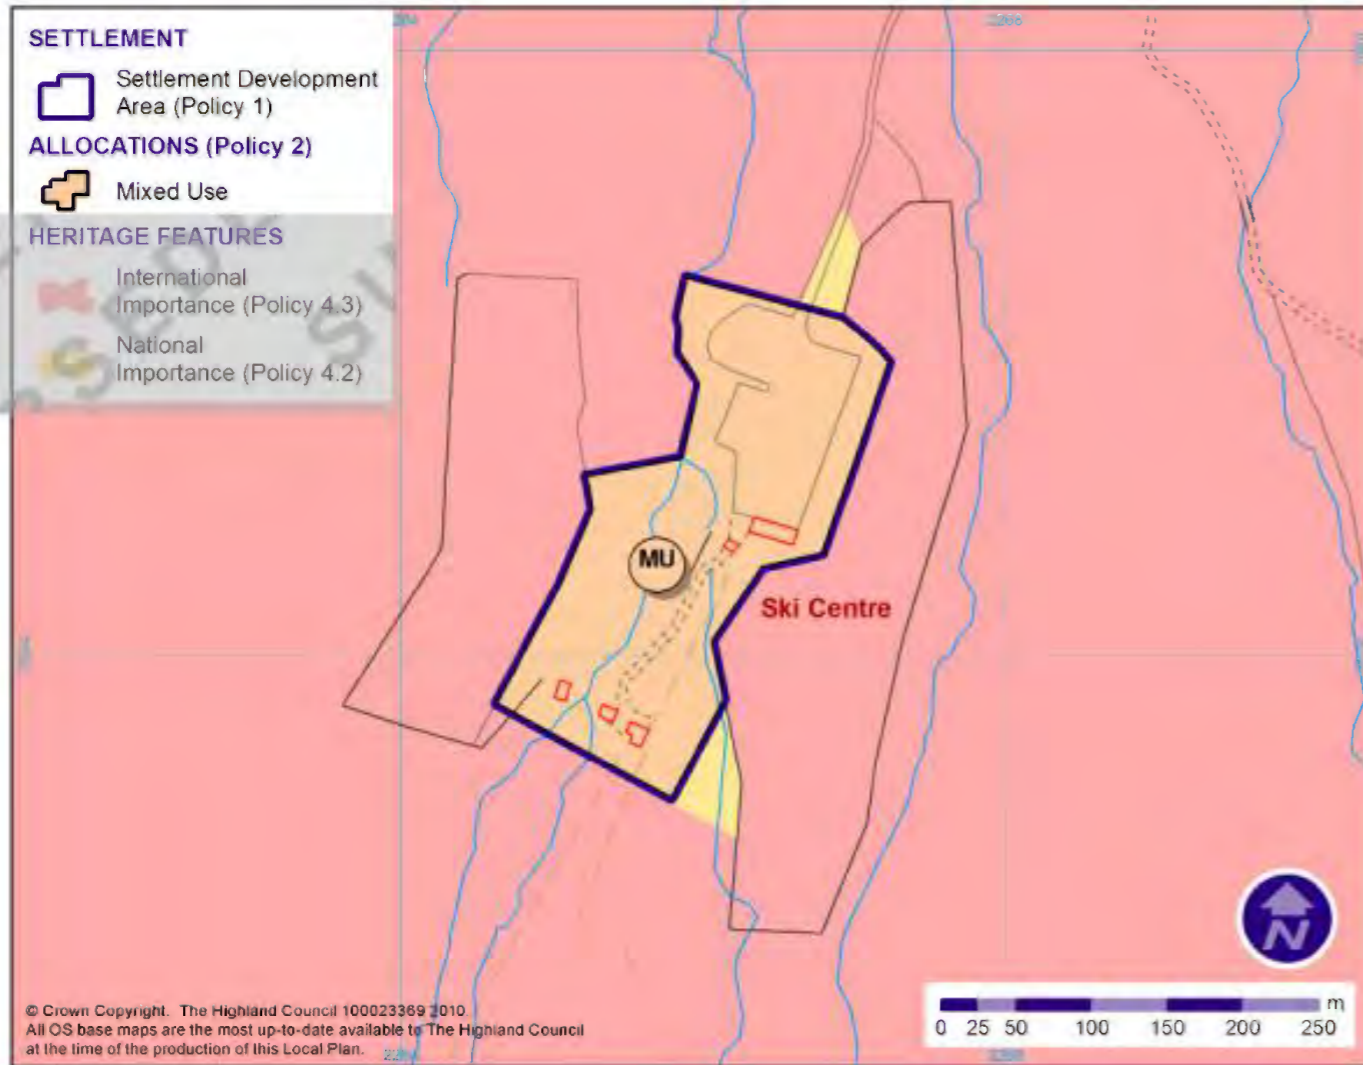 SETTLEMENT
Settlement Development
Area (Policy 1)
ALLOCATIONS (Policy 2)
Mixed Use
HERITAGE FEATURES
International
Importance (Policy 4.3)
National
Importance (Policy 4.2)
MU
Ski Centre
N
m
0 25 50 100 150 200 250
© Crown Copyright. The Highland Council 100023369 2010.
All OS base maps are the most up-to-date available to The Highland Council
at the time of the production of this Local Plan.